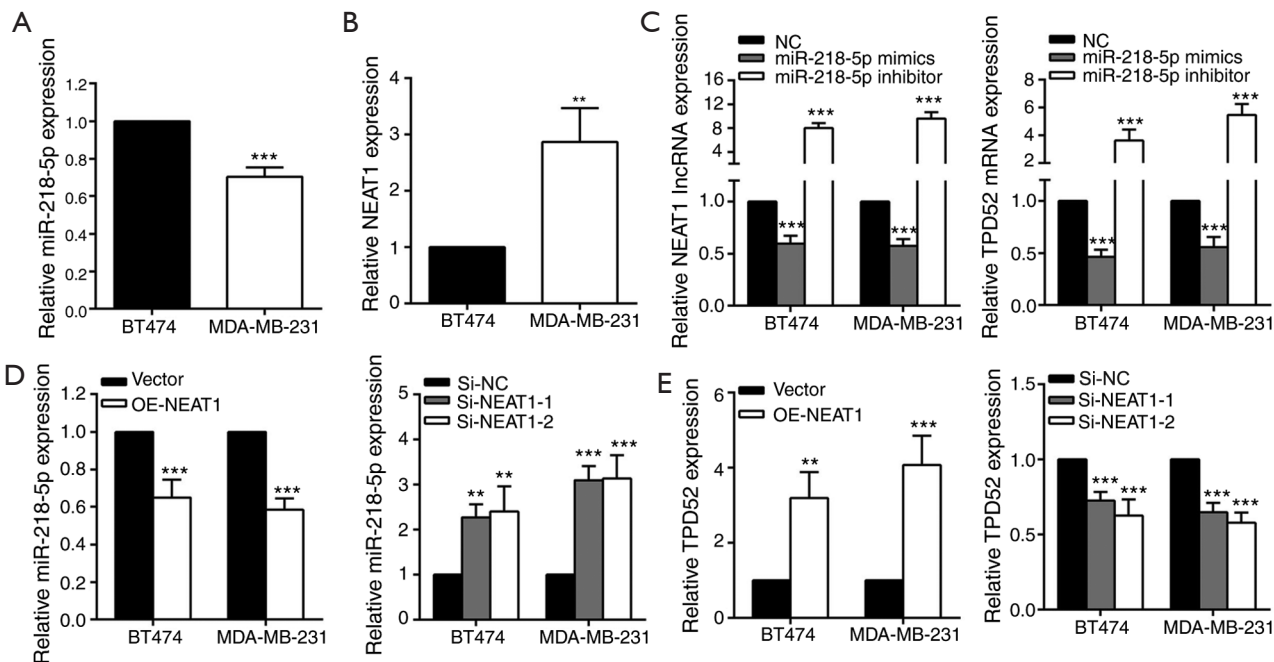 A
Relative miR-218-5p expression
1.2
1.0
0.8
0.6
0.4
0.2
0.0
***
BT474
MDA-MB-231
B
Relative NEAT1 expression
4
3
2
1
0
**
BT474
MDA-MB-231
C
NC
miR-218-5p mimics
miR-218-5p inhibitor
Relative NEAT1 lncRNA expression
16
12
8
4
1.0
0.5
0.0
***
***
***
***
BT474
MDA-MB-231
NC
miR-218-5p mimics
miR-218-5p inhibitor
Relative TPD52 mRNA expression
8
6
4
2
1.0
0.5
0.0
***
***
***
***
BT474
MDA-MB-231
D
Vector
OE-NEAT1
Relative miR-218-5p expression
1.2
1.0
0.8
0.6
0.4
0.2
0.0
***
***
BT474
MDA-MB-231
Si-NC
Si-NEAT1-1
Si-NEAT1-2
Relative miR-218-5p expression
5
4
3
2
1
0
**
**
***
***
BT474
MDA-MB-231
E
Vector
OE-NEAT1
Relative TPD52 expression
6
4
2
0
**
***
BT474
MDA-MB-231
Si-NC
Si-NEAT1-1
Si-NEAT1-2
Relative TPD52 expression
1.5
1.0
0.5
0.0
***
***
***
***
BT474
MDA-MB-231